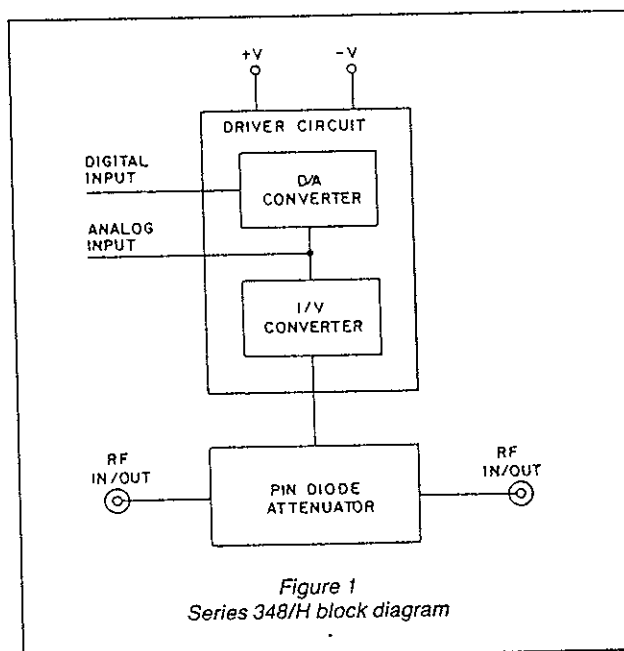 +V
-V
DRIVER CIRCUIT
DIGITAL
INPUT
D/A
CONVERTER
ANALOG
INPUT
I/V
CONVERTER
RF
IN/OUT
RF
IN/OUT
PIN DIODE
ATTENUATOR
Figure 1
Series 348/H block diagram